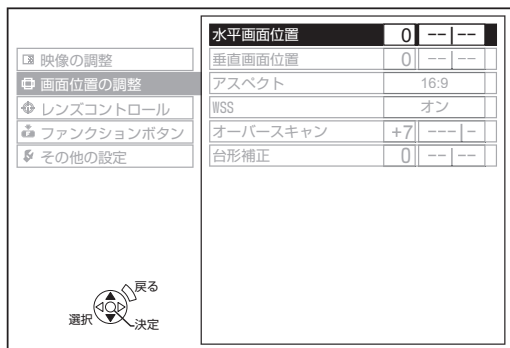 映像の調整
画面位置の調整
レンズコントロール
ファンクションボタン
その他の設定
水平画面位置 0
垂直画面位置 0
アスペクト 16:9
WSS オン
オーバースキャン +7
台形補正 0
戻る
選択
決定